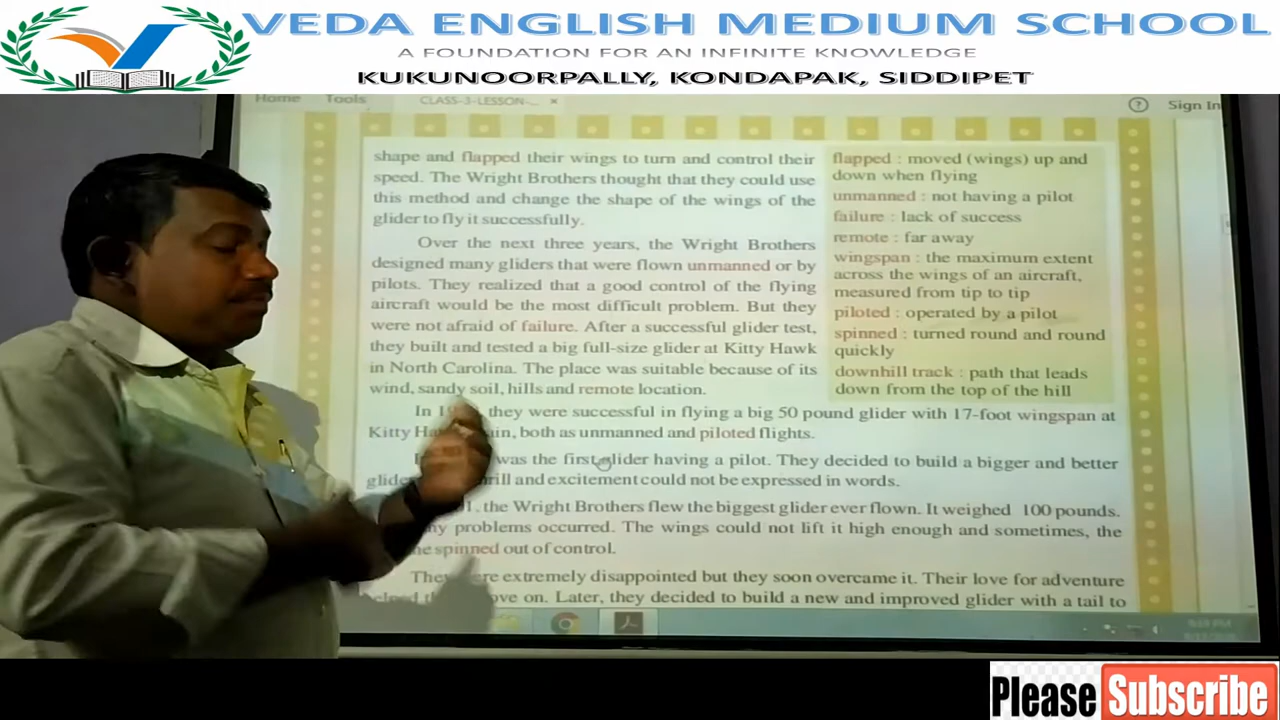 VEDA ENGLISH MEDIUM SCHOOL
A FOUNDATION FOR AN INFINITE KNOWLEDGE
KUKUNOORPALLY, KONDAPAK, SIDDIPET
Home Tools CLASS-3-LESSON-... × ? Sign In
shape and flapped their wings to turn and control their
speed. The Wright Brothers thought that they could use
this method and change the shape of the wings of the
glider to fly it successfully.
Over the next three years, the Wright Brothers
designed many gliders that were flown unmanned or by
pilots. They realized that a good control of the flying
aircraft would be the most difficult problem. But they
were not afraid of failure. After a successful glider test,
they built and tested a big full-size glider at Kitty Hawk
in North Carolina. The place was suitable because of its
wind, sandy soil, hills and remote location.
flapped : moved (wings) up and
down when flying
unmanned : not having a pilot
failure : lack of success
remote : far away
wingspan : the maximum extent
across the wings of an aircraft,
measured from tip to tip
piloted : operated by a pilot
spinned : turned round and round
quickly
downhill track : path that leads
down from the top of the hill
In they were successful in flying a big 50 pound glider with 17-foot wingspan at
Kitty both as unmanned and piloted flights.
was the first glider having a pilot. They decided to build a bigger and better
and excitement could not be expressed in words.
the Wright Brothers flew the biggest glider ever flown. It weighed 100 pounds.
problems occurred. The wings could not lift it high enough and sometimes, the
spinned out of control.
extremely disappointed but they soon overcame it. Their love for adventure
on. Later, they decided to build a new and improved glider with a tail to
Please Subscribe